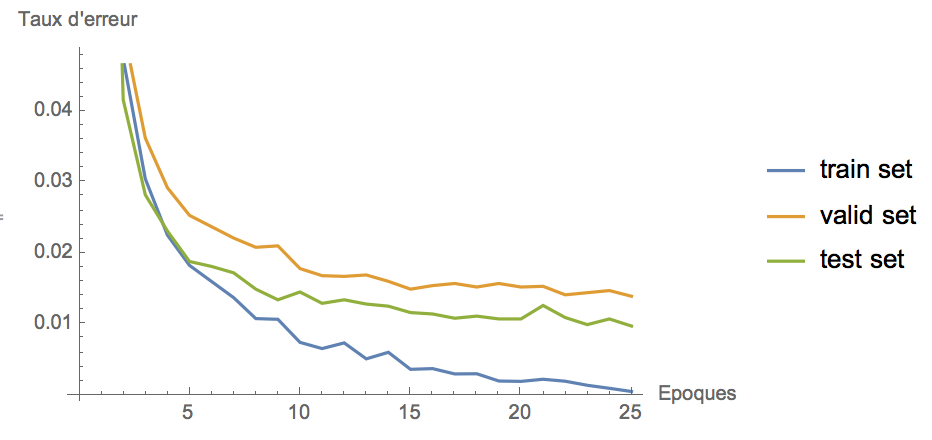 Taux d'erreur
0.04
0.03
0.02
0.01
5
10
15
20
25
Epoques
train set
valid set
test set